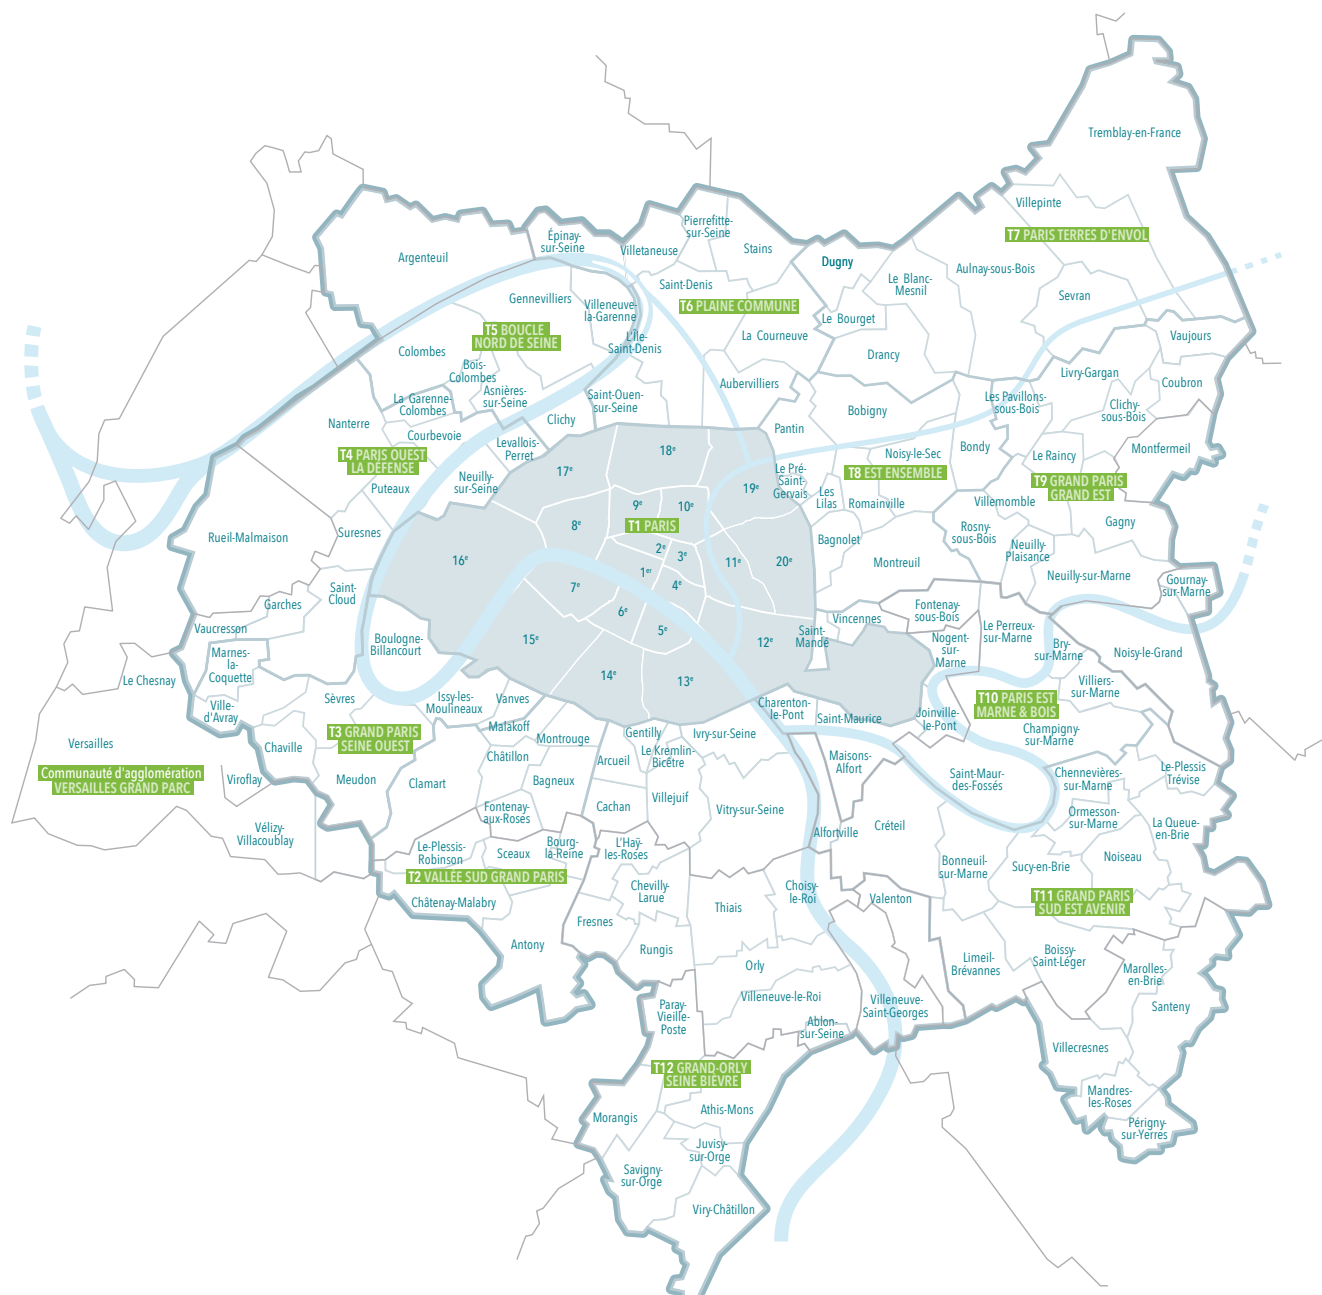 Tremblay-en-France
Villepinte
T7 PARIS TERRES D'ENVOL
Pierrefitte-
sur-Seine
Épinay-
sur-Seine
Villetaneuse
Stains
Argenteuil
Dugny
Aulnay-sous-Bois
Le Blanc-
Mesnil
Saint-Denis
Sevran
Gennevilliers
Villeneuve-
la-Garenne
T6 PLAINE COMMUNE
Le Bourget
T5 BOUCLE
NORD DE SEINE
L'Île-
Saint-Denis
La Courneuve
Vaujours
Colombes
Drancy
Bois-
Colombes
Livry-Gargan
Coubron
Aubervilliers
Asnières-
sur-Seine
Saint-Ouen-
sur-Seine
La Garenne-
Colombes
Les Pavillons-
sous-Bois
Clichy-
sous-Bois
Bobigny
Nanterre
Clichy
Pantin
Courbevoie
Levallois-
Perret
Bondy
Montfermeil
T4 PARIS OUEST
LA DÉFENSE
18e
Noisy-le-Sec
Le Raincy
17e
T8 EST ENSEMBLE
Le Pré-
Saint-
Gervais
Neuilly-
sur-Seine
Puteaux
19e
T9 GRAND PARIS
GRAND EST
Les
Lilas
Romainville
Villemomble
9e
10e
Suresnes
8e
T1 PARIS
Gagny
Rosny-
sous-Bois
Rueil-Malmaison
Bagnolet
2e
3e
Neuilly-
Plaisance
16e
11e
20e
Montreuil
1er
Neuilly-sur-Marne
Gournay-
sur-Marne
7e
4e
Saint-
Cloud
Garches
6e
Fontenay-
sous-Bois
Vaucresson
5e
Vincennes
Le Perreux-
sur-Marne
15e
12e
Saint-
Mandé
Boulogne-
Billancourt
Nogent-
sur-
Marne
Bry-
sur-Marne
Noisy-le-Grand
Marnes-
la-
Coquette
Le Chesnay
14e
13e
Villiers-
sur-Marne
Sèvres
Issy-les-
Moulineaux
Vanves
T10 PARIS EST
MARNE & BOIS
Ville-
d'Avray
Charenton-
le-Pont
Saint-Maurice
Joinville-
le-Pont
Malakoff
Montrouge
Gentilly
Ivry-sur-Seine
T3 GRAND PARIS
SEINE OUEST
Champigny-
sur-Marne
Versailles
Chaville
Châtillon
Arcueil
Le Kremlin-
Bicêtre
Maisons-
Alfort
Communauté d'agglomération
VERSAILLES GRAND PARC
Viroflay
Meudon
Clamart
Bagneux
Saint-Maur-
des-Fossés
Chennevières-
sur-Marne
Le-Plessis
Trévise
Villejuif
Fontenay-
aux-Roses
Cachan
Vitry-sur-Seine
Ormesson-
sur-Marne
Vélizy-
Villacoublay
Alfortville
Créteil
La Queue-
en-Brie
Le-Plessis-
Robinson
Sceaux
Bourg-
la-Reine
L'Haÿ-
les-Roses
Bonneuil-
sur-Marne
Sucy-en-Brie
Noiseau
T2 VALLÉE SUD GRAND PARIS
Chevilly-
Larue
Choisy-
le-Roi
Châtenay-Malabry
Thiais
Valenton
T11 GRAND PARIS
SUD EST AVENIR
Fresnes
Antony
Rungis
Orly
Limeil-
Brévannes
Boissy-
Saint-Léger
Marolles-
en-Brie
Villeneuve-le-Roi
Villeneuve-
Saint-Georges
Santeny
Paray-
Vieille-
Poste
Ablon-
sur-Seine
Villecresnes
T12 GRAND-ORLY
SEINE BIÈVRE
Mandres-
les-Roses
Morangis
Athis-Mons
Périgny-
sur-Yerres
Juvisy-
sur-Orge
Savigny-
sur-Orge
Viry-Châtillon